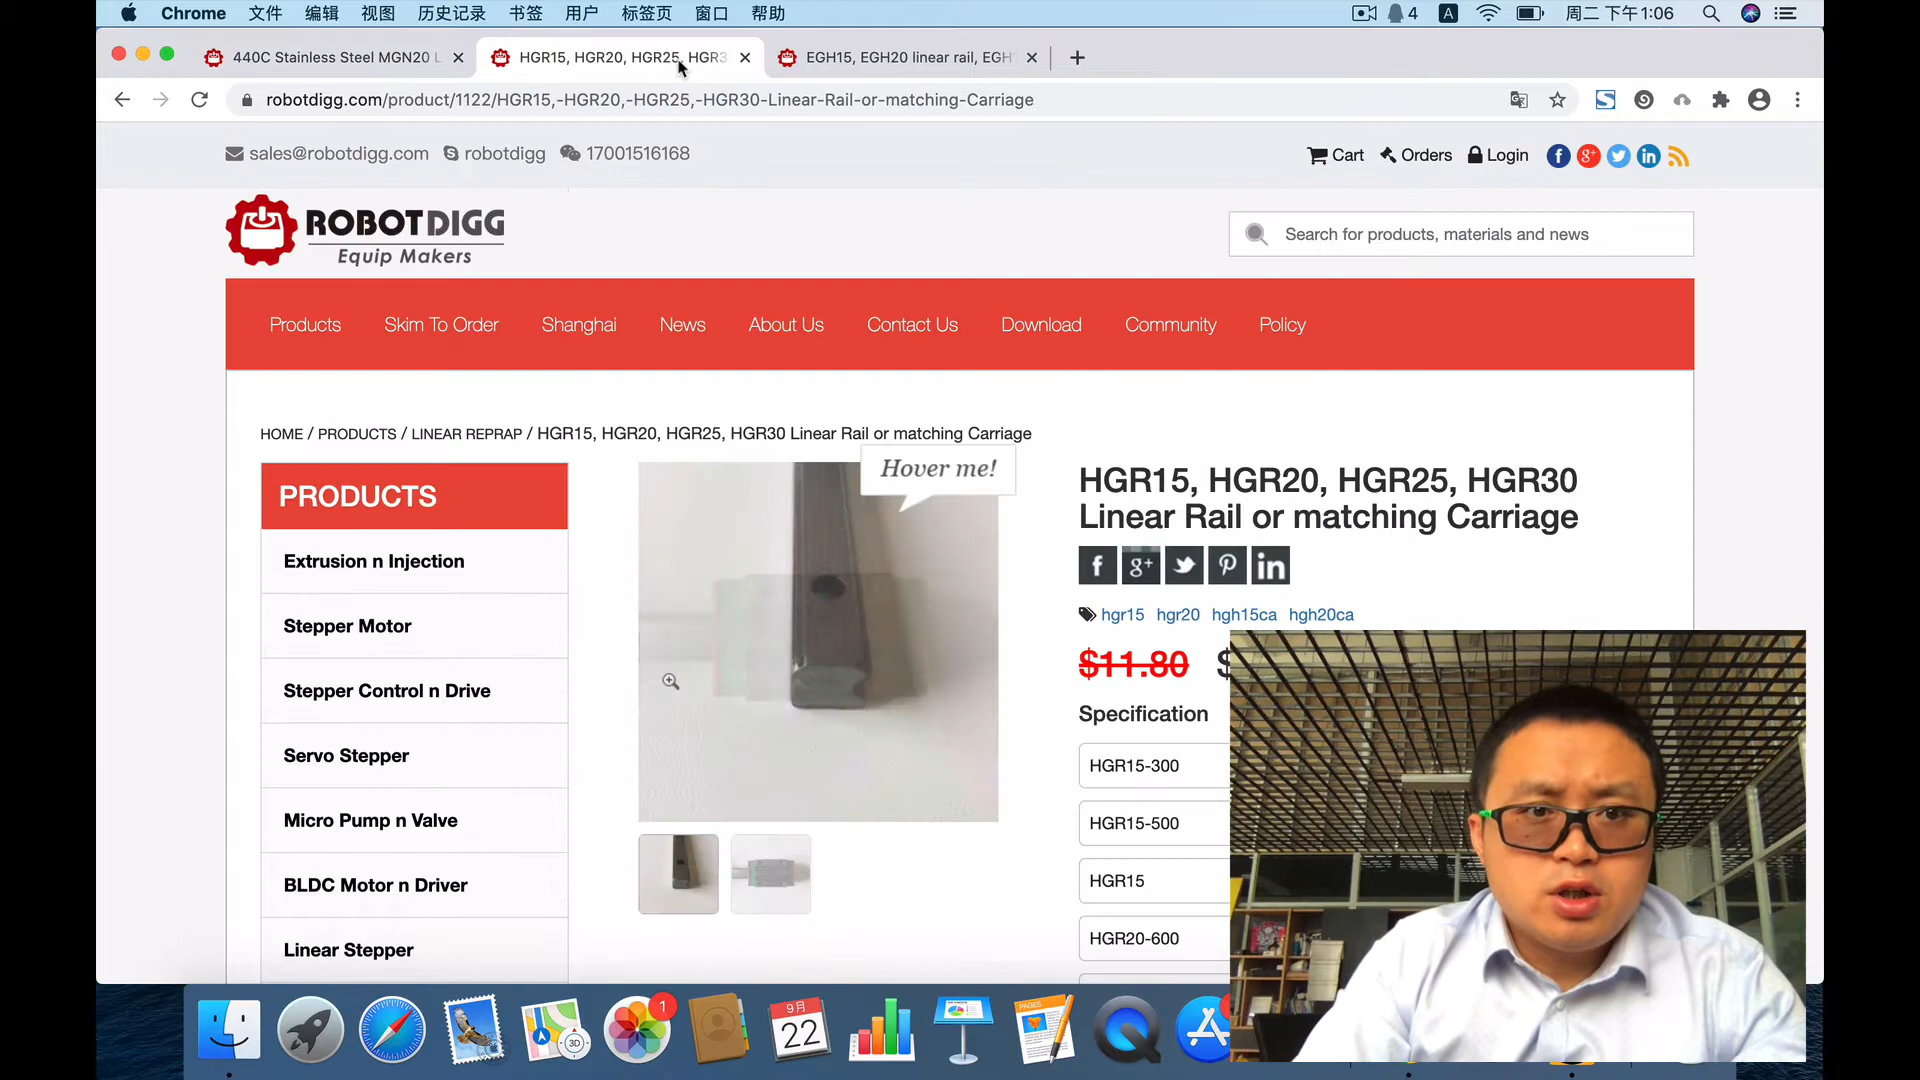 Chrome 文件 编辑 视图 历史记录 书签 用户 标签页 窗口 帮助 4 A 周二 下午1:06
440C Stainless Steel MGN20 L HGR15, HGR20, HGR25, HGR3 EGH15, EGH20 linear rail, EGH
robotdigg.com/product/1122/HGR15,-HGR20,-HGR25,-HGR30-Linear-Rail-or-matching-Carriage
sales@robotdigg.com robotdigg 17001516168 Cart Orders Login
ROBOTDIGG
Equip Makers
Search for products, materials and news
Products Skim To Order Shanghai News About Us Contact Us Download Community Policy
HOME / PRODUCTS / LINEAR REPRAP / HGR15, HGR20, HGR25, HGR30 Linear Rail or matching Carriage
PRODUCTS
Extrusion n Injection
Stepper Motor
Stepper Control n Drive
Servo Stepper
Micro Pump n Valve
BLDC Motor n Driver
Linear Stepper
Hover me!
HGR15, HGR20, HGR25, HGR30
Linear Rail or matching Carriage
hgr15 hgr20 hgh15ca hgh20ca
$11.80 $
Specification
HGR15-300
HGR15-500
HGR15
HGR20-600
3D
1
9月
22
PAGES